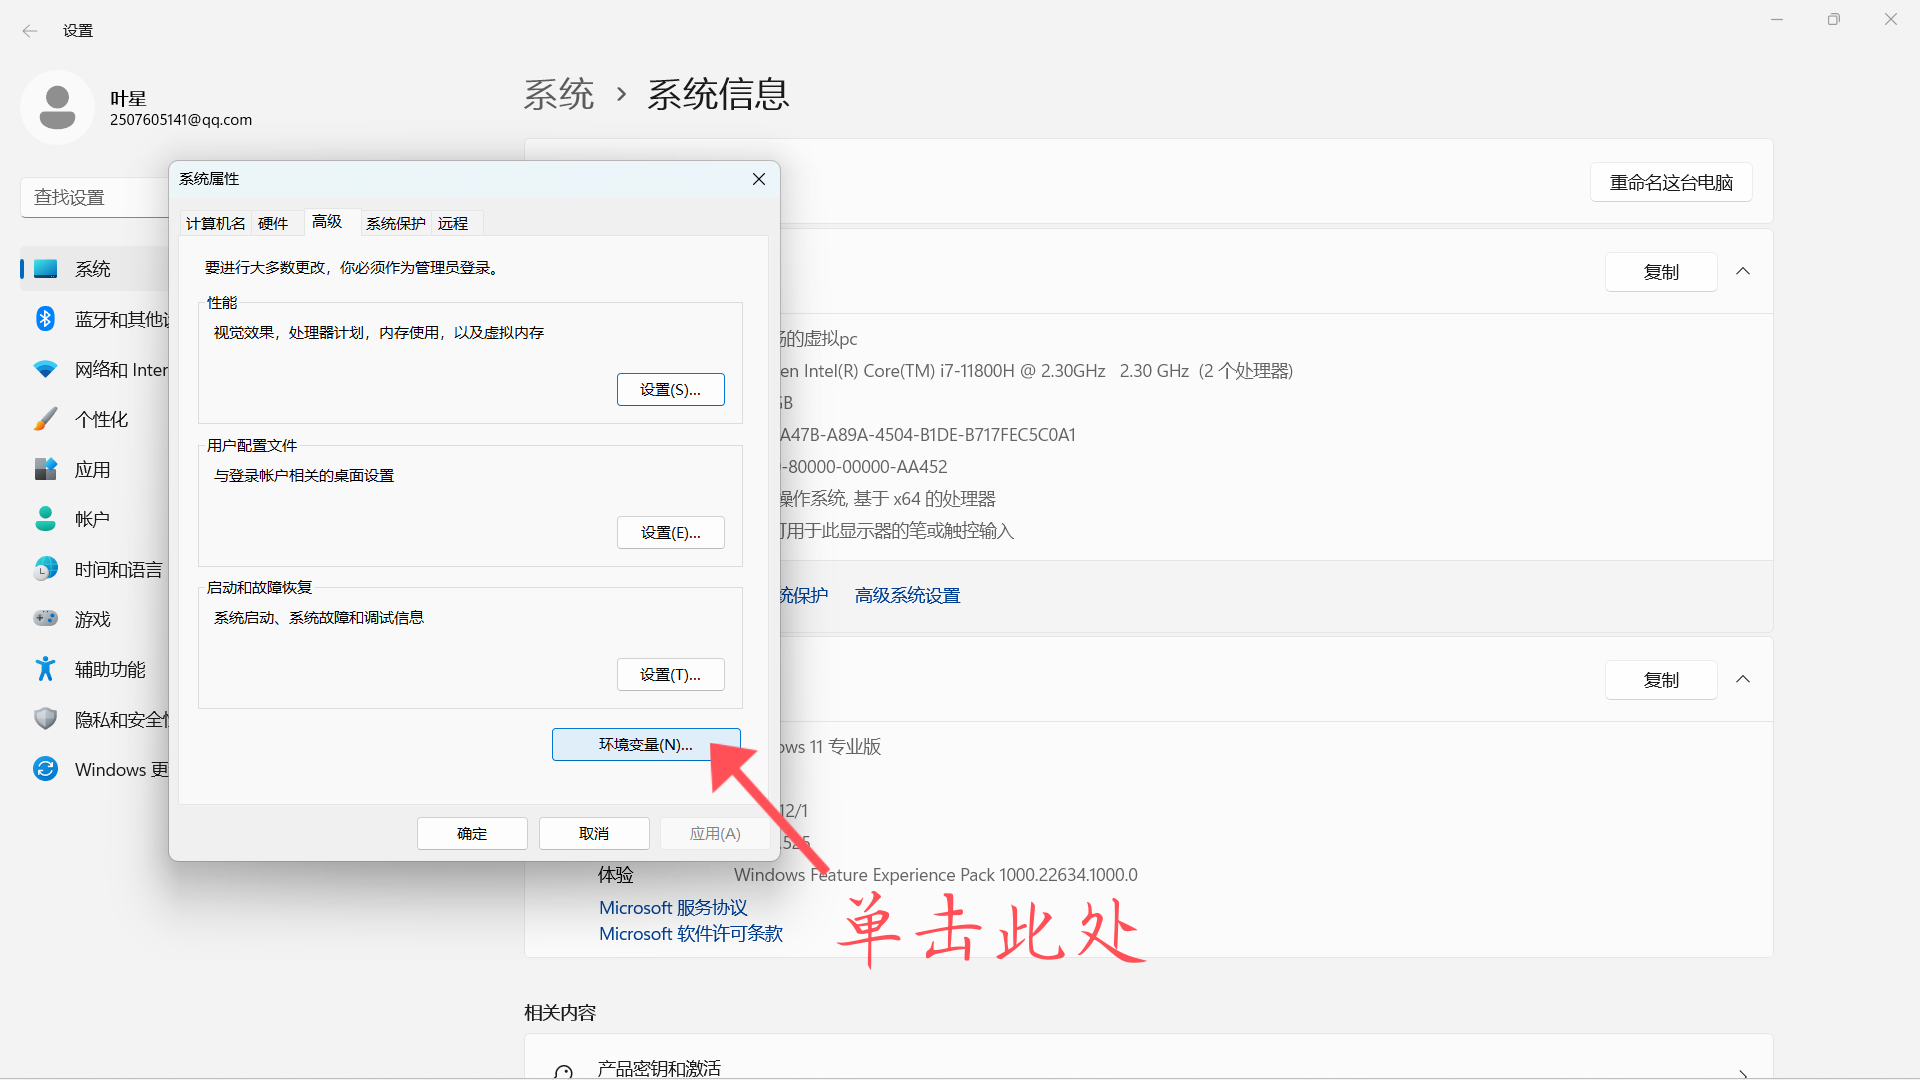 设置
叶星
2507605141@qq.com
查找设置
系统
蓝牙和其他
网络和 Inter
个性化
应用
帐户
时间和语言
游戏
辅助功能
隐私和安全
Windows 更
系统 › 系统信息
重命名这台电脑
系统属性
计算机名 硬件 高级 系统保护 远程
要进行大多数更改，你必须作为管理员登录。
性能
视觉效果，处理器计划，内存使用，以及虚拟内存
设置(S)...
用户配置文件
与登录帐户相关的桌面设置
设置(E)...
启动和故障恢复
系统启动、系统故障和调试信息
设置(T)...
环境变量(N)...
确定 取消 应用(A)
复制
的虚拟pc
en Intel(R) Core(TM) i7-11800H @ 2.30GHz 2.30 GHz (2 个处理器)
GB
A47B-A89A-4504-B1DE-B717FEC5C0A1
-80000-00000-AA452
操作系统, 基于 x64 的处理器
可用于此显示器的笔或触控输入
统保护 高级系统设置
复制
ows 11 专业版
12/1
.525
体验 Windows Feature Experience Pack 1000.22634.1000.0
Microsoft 服务协议
Microsoft 软件许可条款
单击此处
相关内容
产品密钥和激活